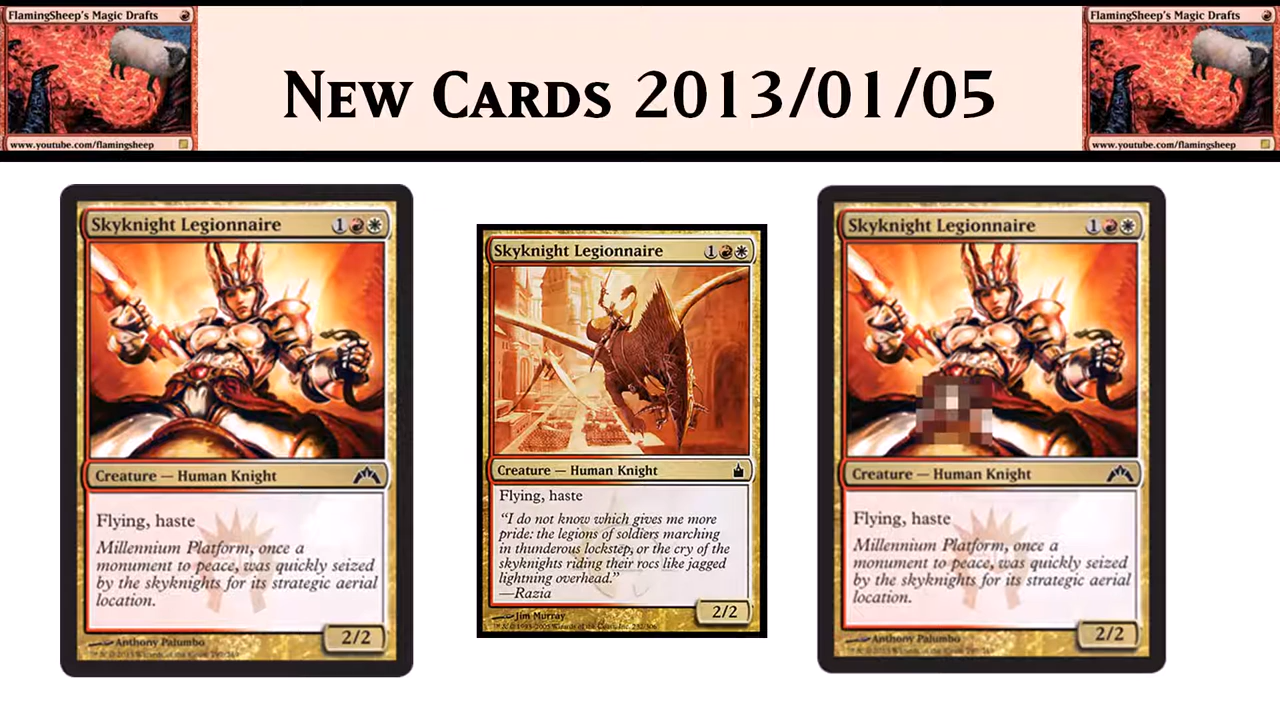 FlamingSheep's Magic Drafts
www.youtube.com/flamingsheep
New Cards 2013/01/05
FlamingSheep's Magic Drafts
www.youtube.com/flamingsheep
Skyknight Legionnaire 1
Creature — Human Knight
Flying, haste
Millennium Platform, once a
monument to peace, was quickly seized
by the skyknights for its strategic aerial
location.
2/2
Anthony Palumbo
Skyknight Legionnaire 1
Creature — Human Knight
Flying, haste
"I do not know which gives me more
pride: the legions of soldiers marching
in thunderous lockstep, or the cry of the
skyknights riding their rocs like jagged
lightning overhead."
—Razia
2/2
Jim Murray
Skyknight Legionnaire 1
Creature — Human Knight
Flying, haste
Millennium Platform, once a
monument to peace, was quickly seized
by the skyknights for its strategic aerial
location.
2/2
Anthony Palumbo